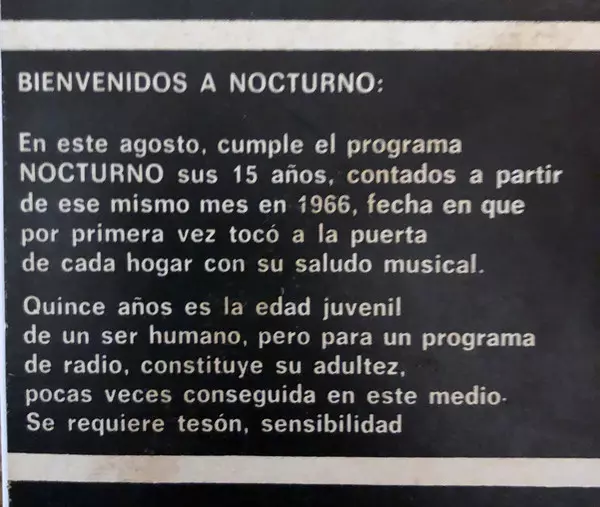 BIENVENIDOS A NOCTURNO:
En este agosto, cumple el programa
NOCTURNO sus 15 años, contados a partir
de ese mismo mes en 1966, fecha en que
por primera vez tocó a la puerta
de cada hogar con su saludo musical.
Quince años es la edad juvenil
de un ser humano, pero para un programa
de radio, constituye su adultez,
pocas veces conseguida en este medio.
Se requiere tesón, sensibilidad